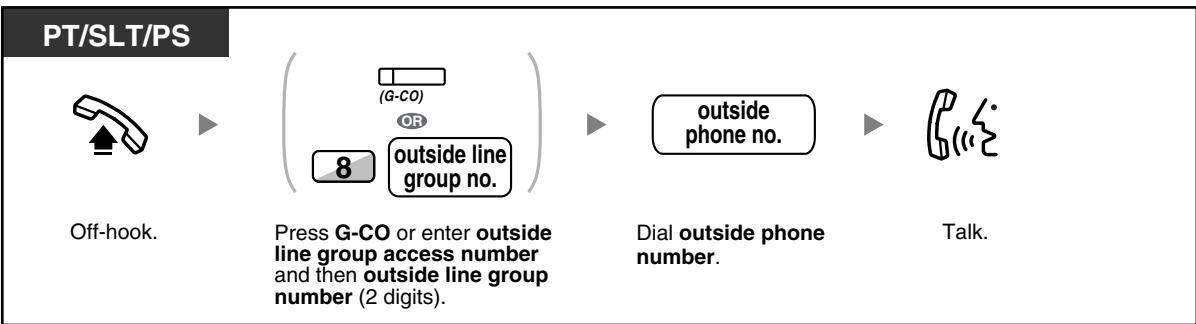 PT/SLT/PS
(G-CO)
OR
8
outside line
group no.
outside
phone no.
Off-hook.
Press G-CO or enter outside
line group access number
and then outside line group
number (2 digits).
Dial outside phone
number.
Talk.